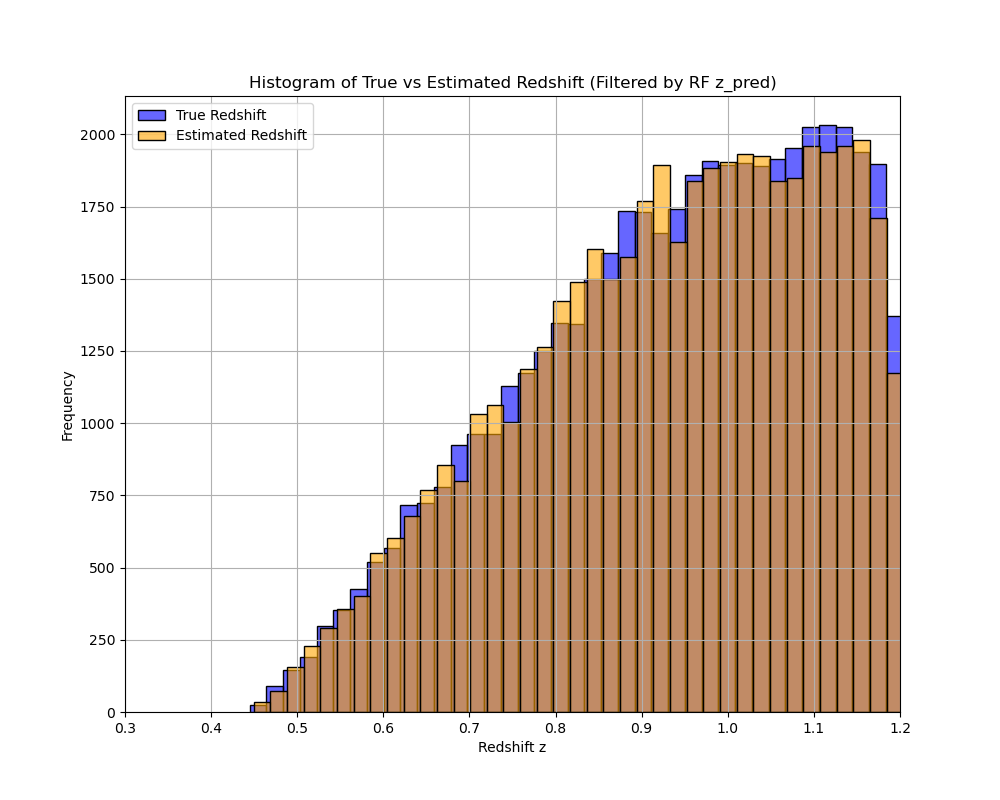 Histogram of True vs Estimated Redshift (Filtered by RF z_pred)
True Redshift
Estimated Redshift
2000
1750
1500
1250
1000
750
500
250
0
Frequency
0.3 0.4 0.5 0.6 0.7 0.8 0.9 1.0 1.1 1.2
Redshift z